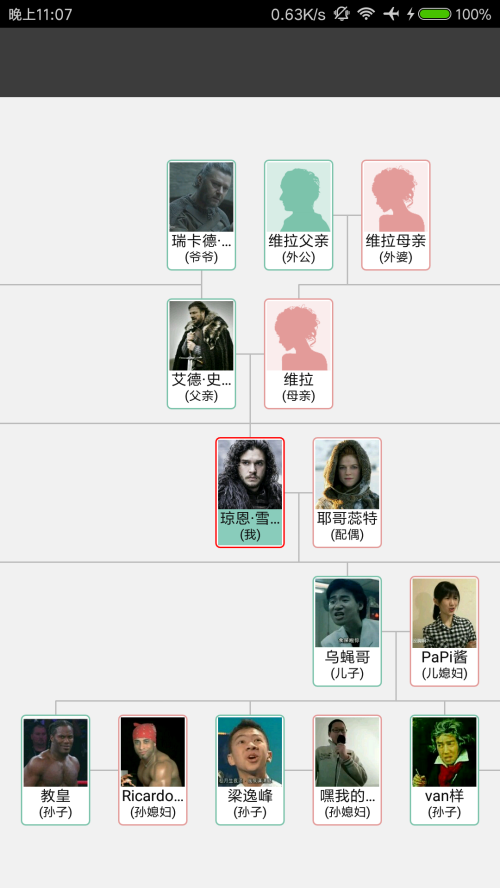 晚上11:07 0.63K/s 100%
瑞卡德·... 维拉父亲 维拉母亲
(爷爷) (外公) (外婆)
艾德·史... 维拉
(父亲) (母亲)
琼恩·雪... 耶哥蕊特
(我) (配偶)
乌蝇哥 PaPi酱
(儿子) (儿媳妇)
教皇 Ricardo... 梁逸峰 嘿我的... van样
(孙子) (孙媳妇) (孙子) (孙媳妇) (孙子)